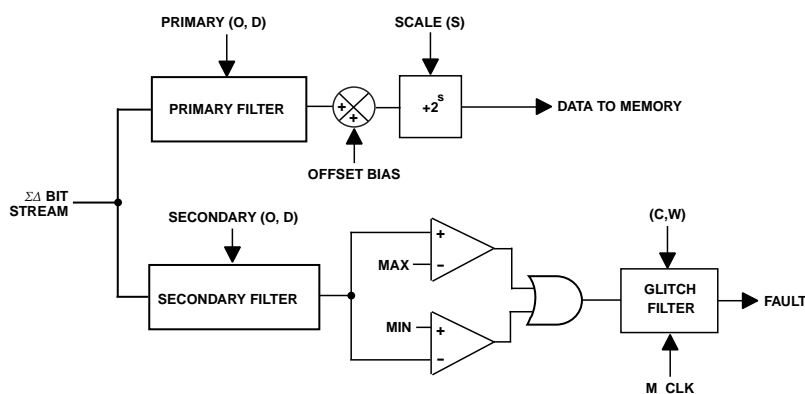 PRIMARY (O, D)
SCALE (S)
PRIMARY FILTER
+
+
+2^s
DATA TO MEMORY
OFFSET BIAS
ΣΔ BIT
STREAM
SECONDARY (O, D)
SECONDARY FILTER
+
MAX
–
MIN
+
–
(C,W)
GLITCH
FILTER
FAULT
M_CLK